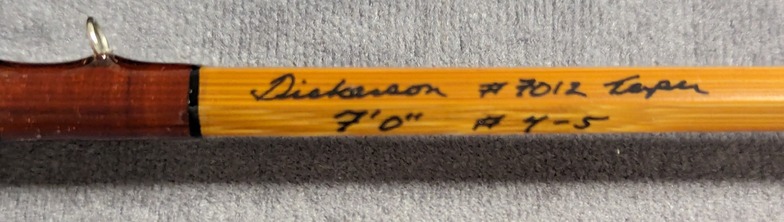 Dickerson #7012 Taper
7'0" #4-5